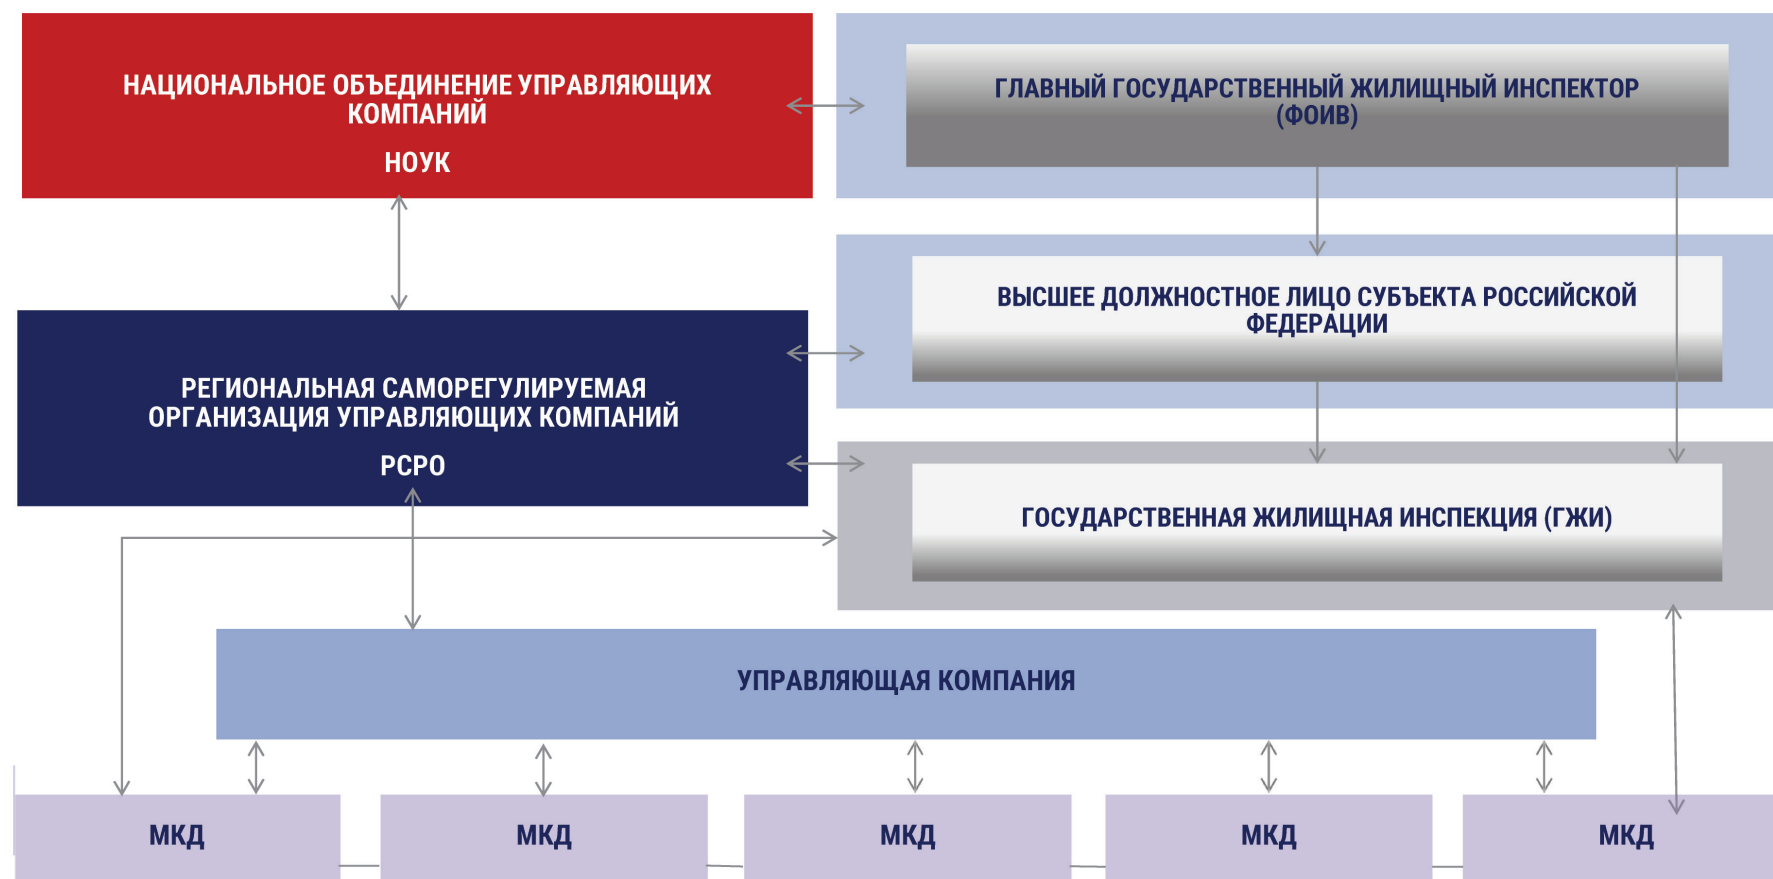 НАЦИОНАЛЬНОЕ ОБЪЕДИНЕНИЕ УПРАВЛЯЮЩИХ
КОМПАНИЙ
НОУК
ГЛАВНЫЙ ГОСУДАРСТВЕННЫЙ ЖИЛИЩНЫЙ ИНСПЕКТОР
(ФОИВ)
ВЫСШЕЕ ДОЛЖНОСТНОЕ ЛИЦО СУБЪЕКТА РОССИЙСКОЙ
ФЕДЕРАЦИИ
РЕГИОНАЛЬНАЯ САМОРЕГУЛИРУЕМАЯ
ОРГАНИЗАЦИЯ УПРАВЛЯЮЩИХ КОМПАНИЙ
РСРО
ГОСУДАРСТВЕННАЯ ЖИЛИЩНАЯ ИНСПЕКЦИЯ (ГЖИ)
УПРАВЛЯЮЩАЯ КОМПАНИЯ
МКД
МКД
МКД
МКД
МКД